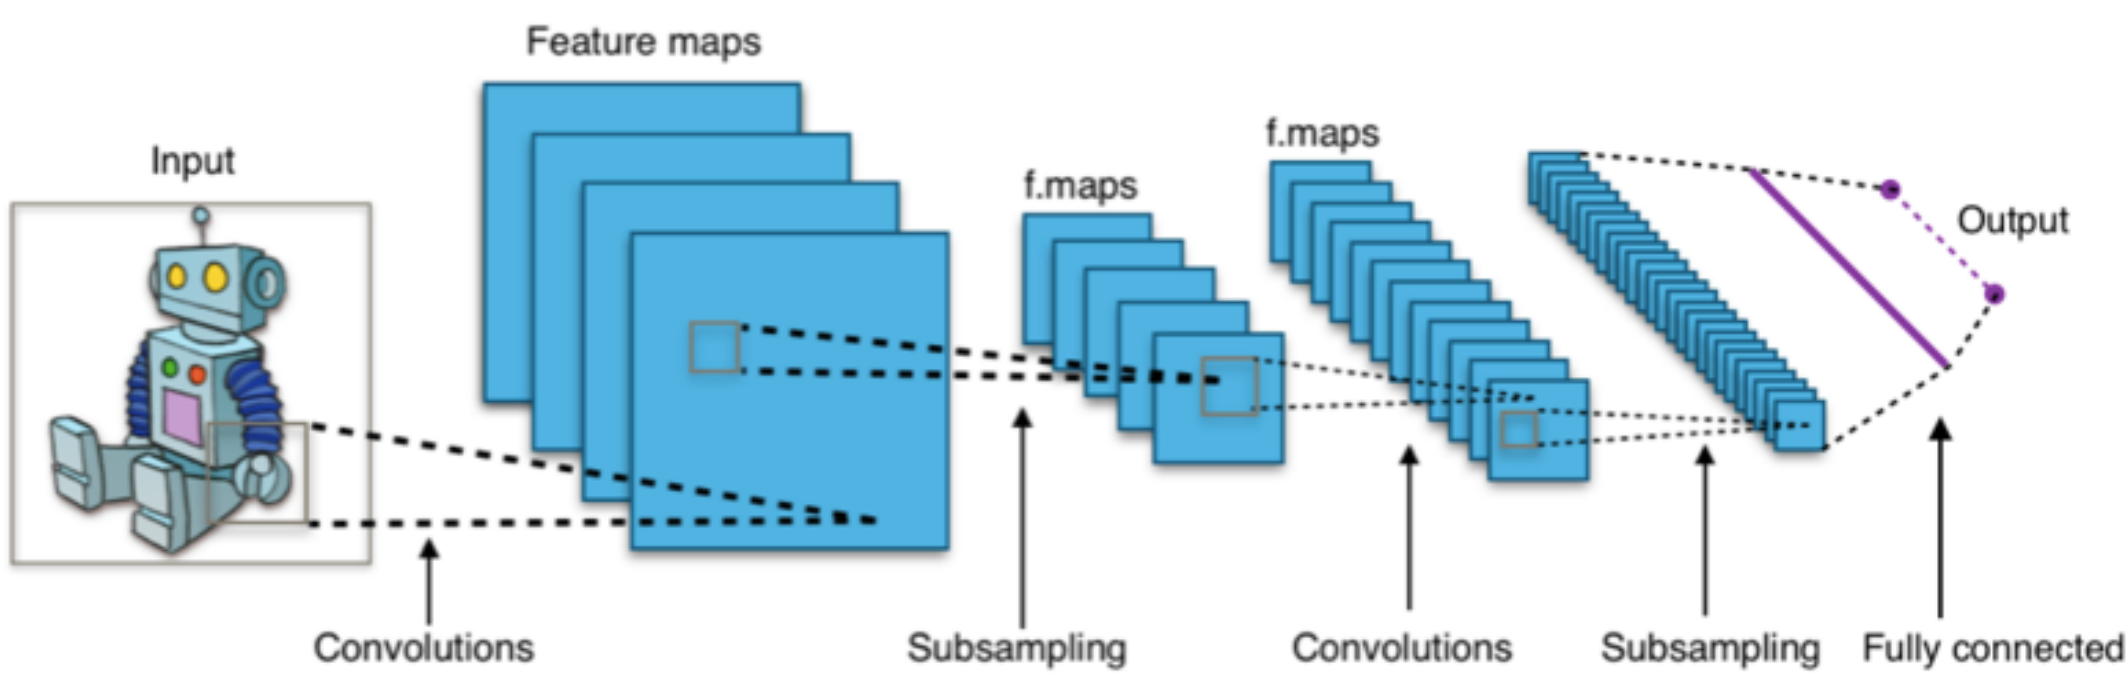 Feature maps
f.maps
Input
f.maps
Output
Convolutions
Subsampling
Convolutions
Subsampling
Fully connected